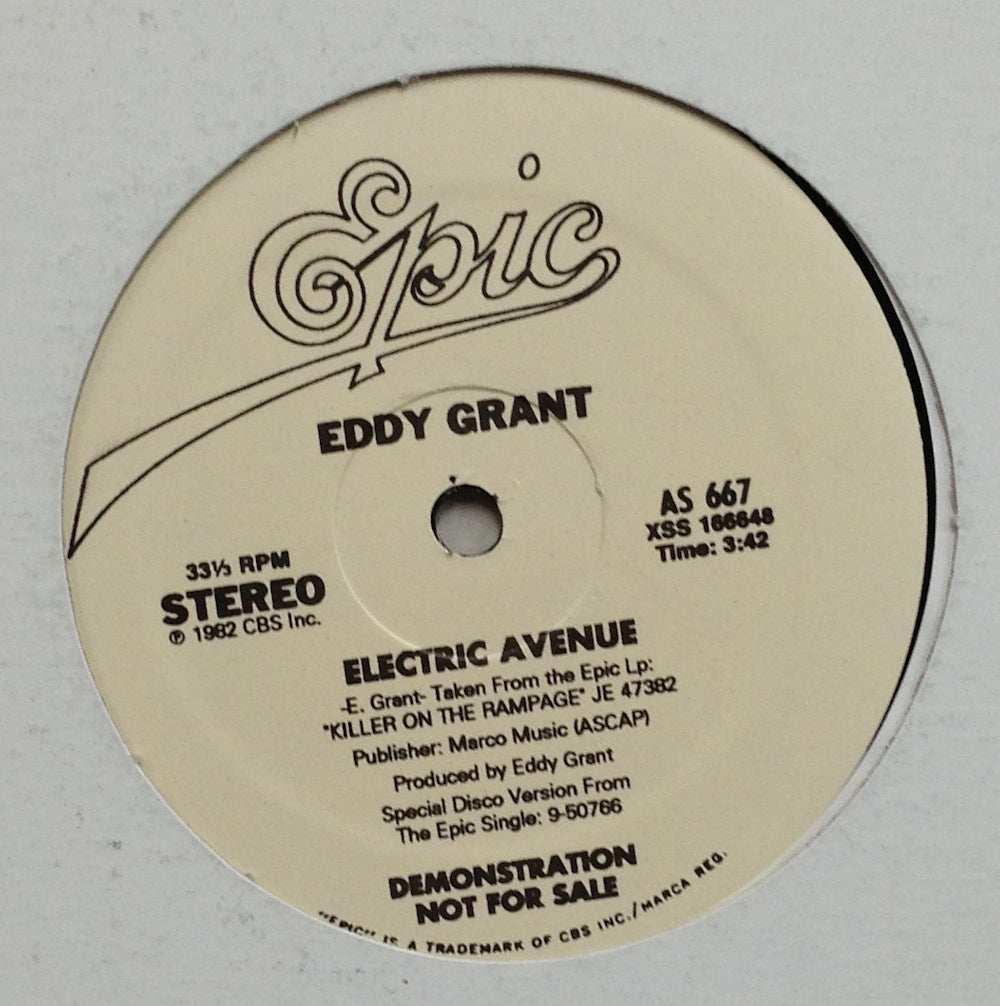 Epic
EDDY GRANT
AS 667
XSS 166648
Time: 3:42
33⅓ RPM
STEREO
℗ 1982 CBS Inc.
ELECTRIC AVENUE
-E. Grant- Taken From the Epic Lp:
"KILLER ON THE RAMPAGE" JE 47382
Publisher: Marco Music (ASCAP)
Produced by Eddy Grant
Special Disco Version From
The Epic Single: 9-50766
DEMONSTRATION
NOT FOR SALE
"EPIC" IS A TRADEMARK OF CBS INC./MARCA REG.